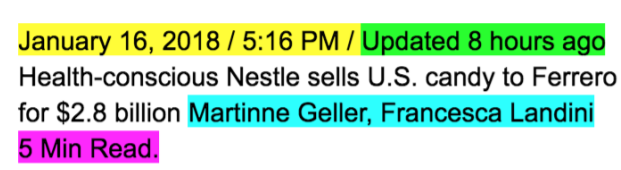 January 16, 2018 / 5:16 PM / Updated 8 hours ago
Health-conscious Nestle sells U.S. candy to Ferrero
for $2.8 billion Martinne Geller, Francesca Landini
5 Min Read.